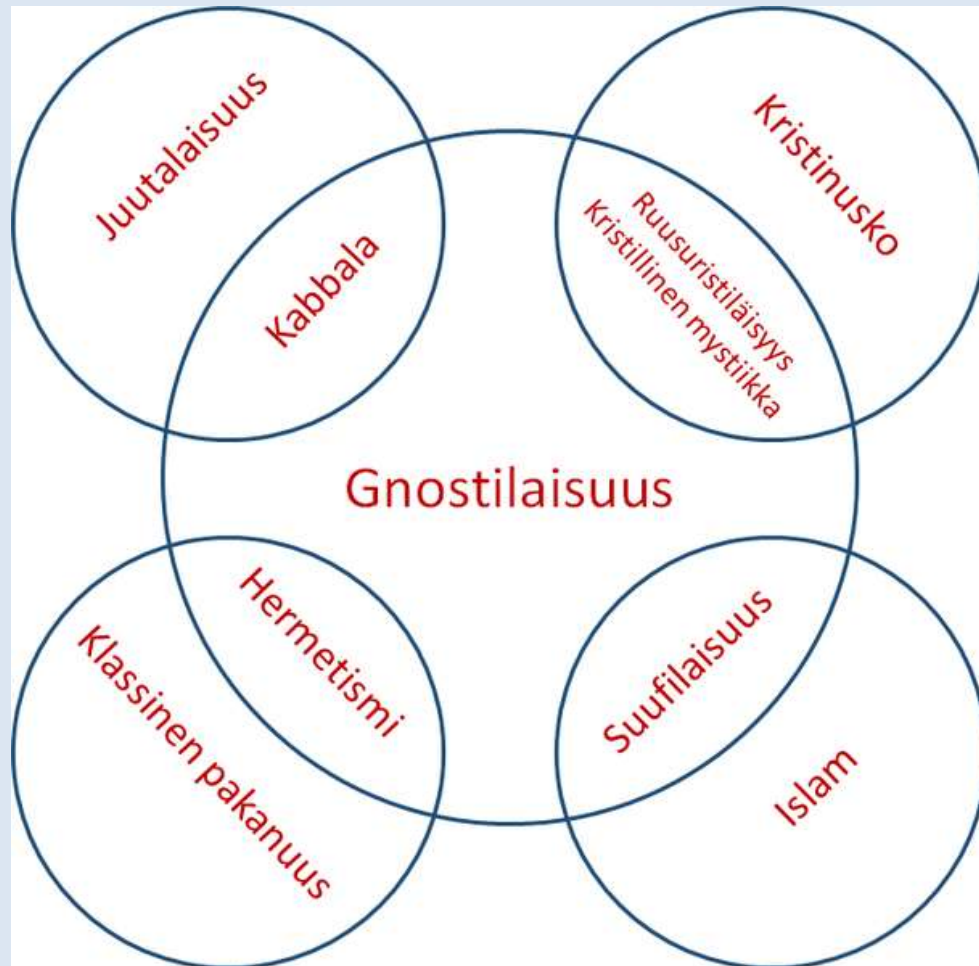 Juutalaisuus
Kabbala
Kristinusko
Ruusuristiläisyys
Kristillinen mystiikka
Gnostilaisuus
Hermetismi
Klassinen pakanuus
Suufilaisuus
Islam